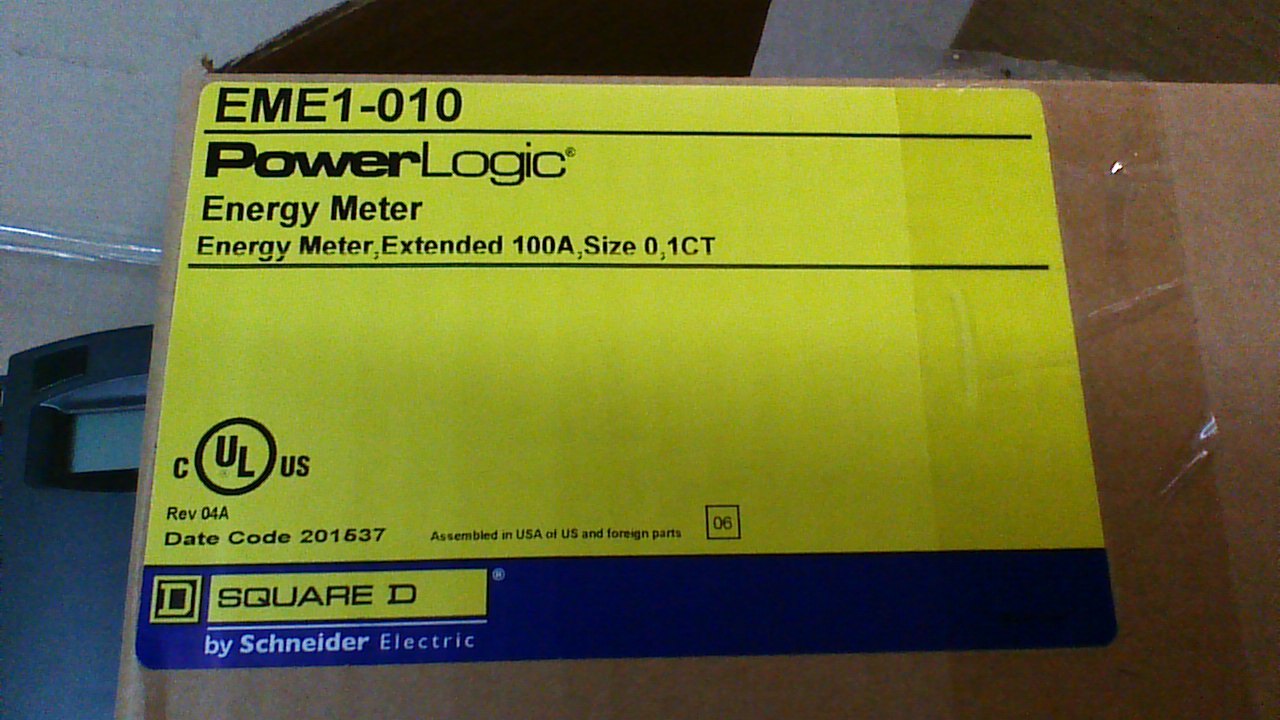 EME1-010
PowerLogic®
Energy Meter
Energy Meter,Extended 100A,Size 0,1CT
C UL® US
Rev 04A
Date Code 201537
Assembled in USA of US and foreign parts
06
D SQUARE D ®
by Schneider Electric